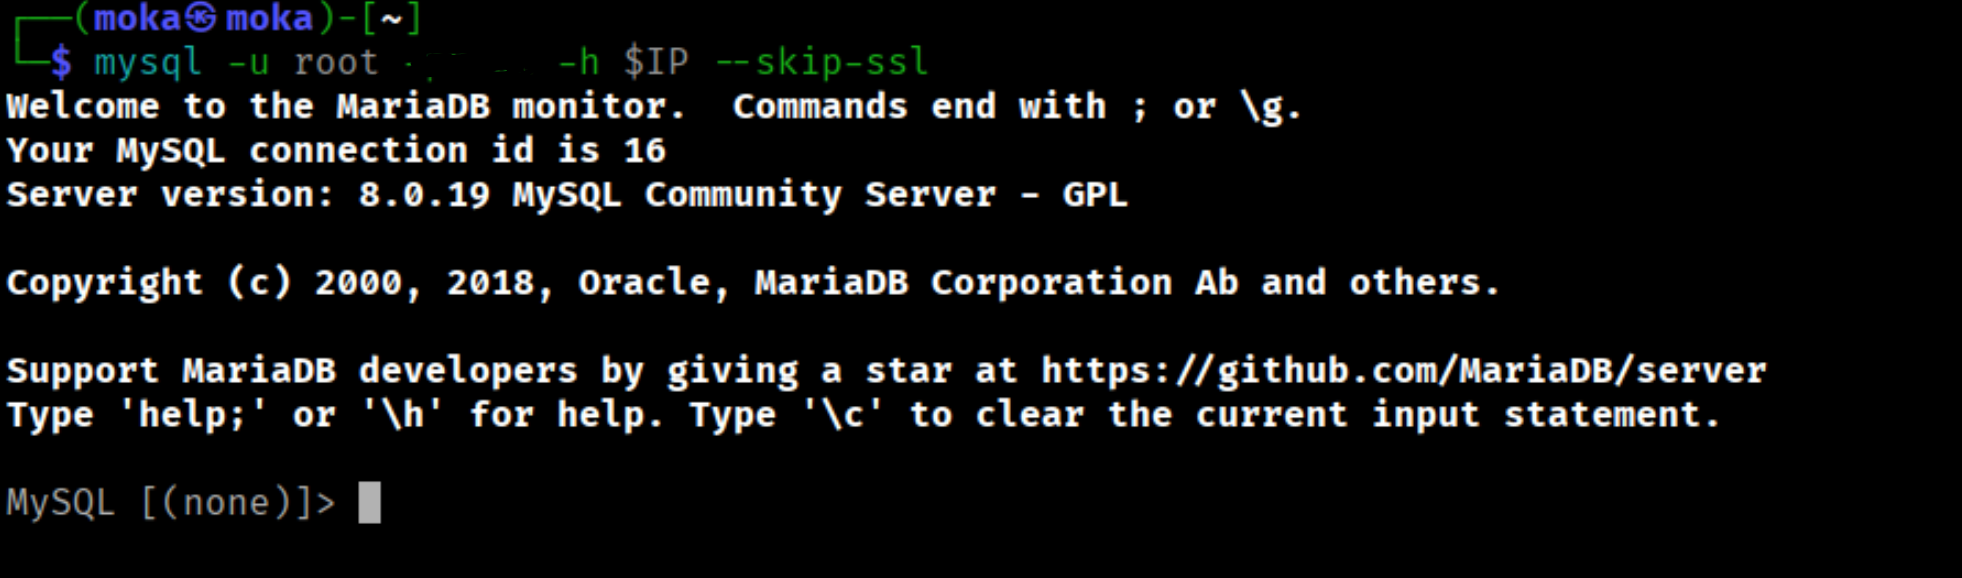 (moka㉿moka)-[~]
$ mysql -u root -h $IP --skip-ssl
Welcome to the MariaDB monitor.  Commands end with ; or \g.
Your MySQL connection id is 16
Server version: 8.0.19 MySQL Community Server - GPL
Copyright (c) 2000, 2018, Oracle, MariaDB Corporation Ab and others.
Support MariaDB developers by giving a star at https://github.com/MariaDB/server
Type 'help;' or '\h' for help. Type '\c' to clear the current input statement.
MySQL [(none)]>